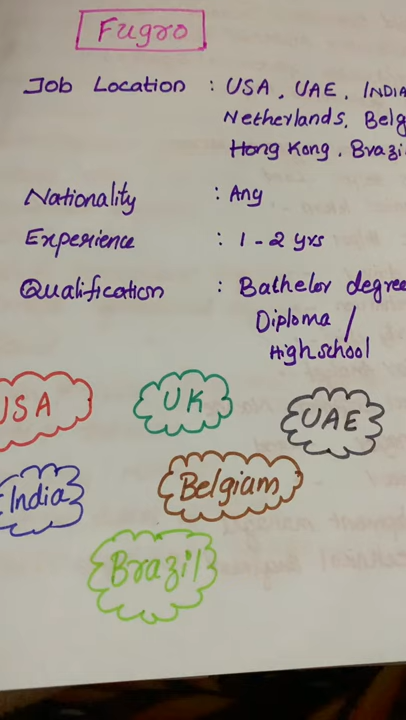 Fugro
Job Location : USA, UAE, INDIA
Netherlands, Belg
Hong Kong, Brazi
Nationality : Any
Experience : 1-2 yrs
Qualification : Bathelor degree
Diploma /
High school
USA
UK
UAE
India
Belgiam
Brazil